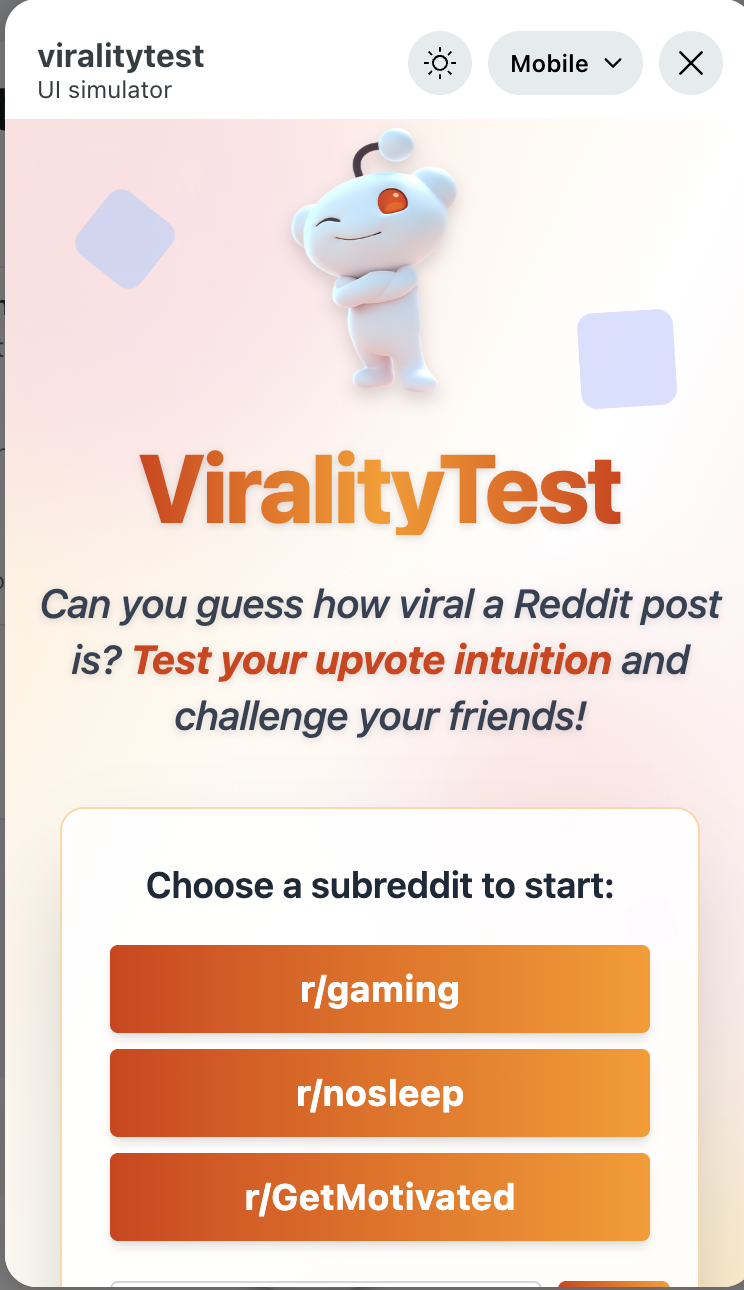 viralitytest
UI simulator
Mobile
ViralityTest
Can you guess how viral a Reddit post
is? Test your upvote intuition and
challenge your friends!
Choose a subreddit to start:
r/gaming
r/nosleep
r/GetMotivated